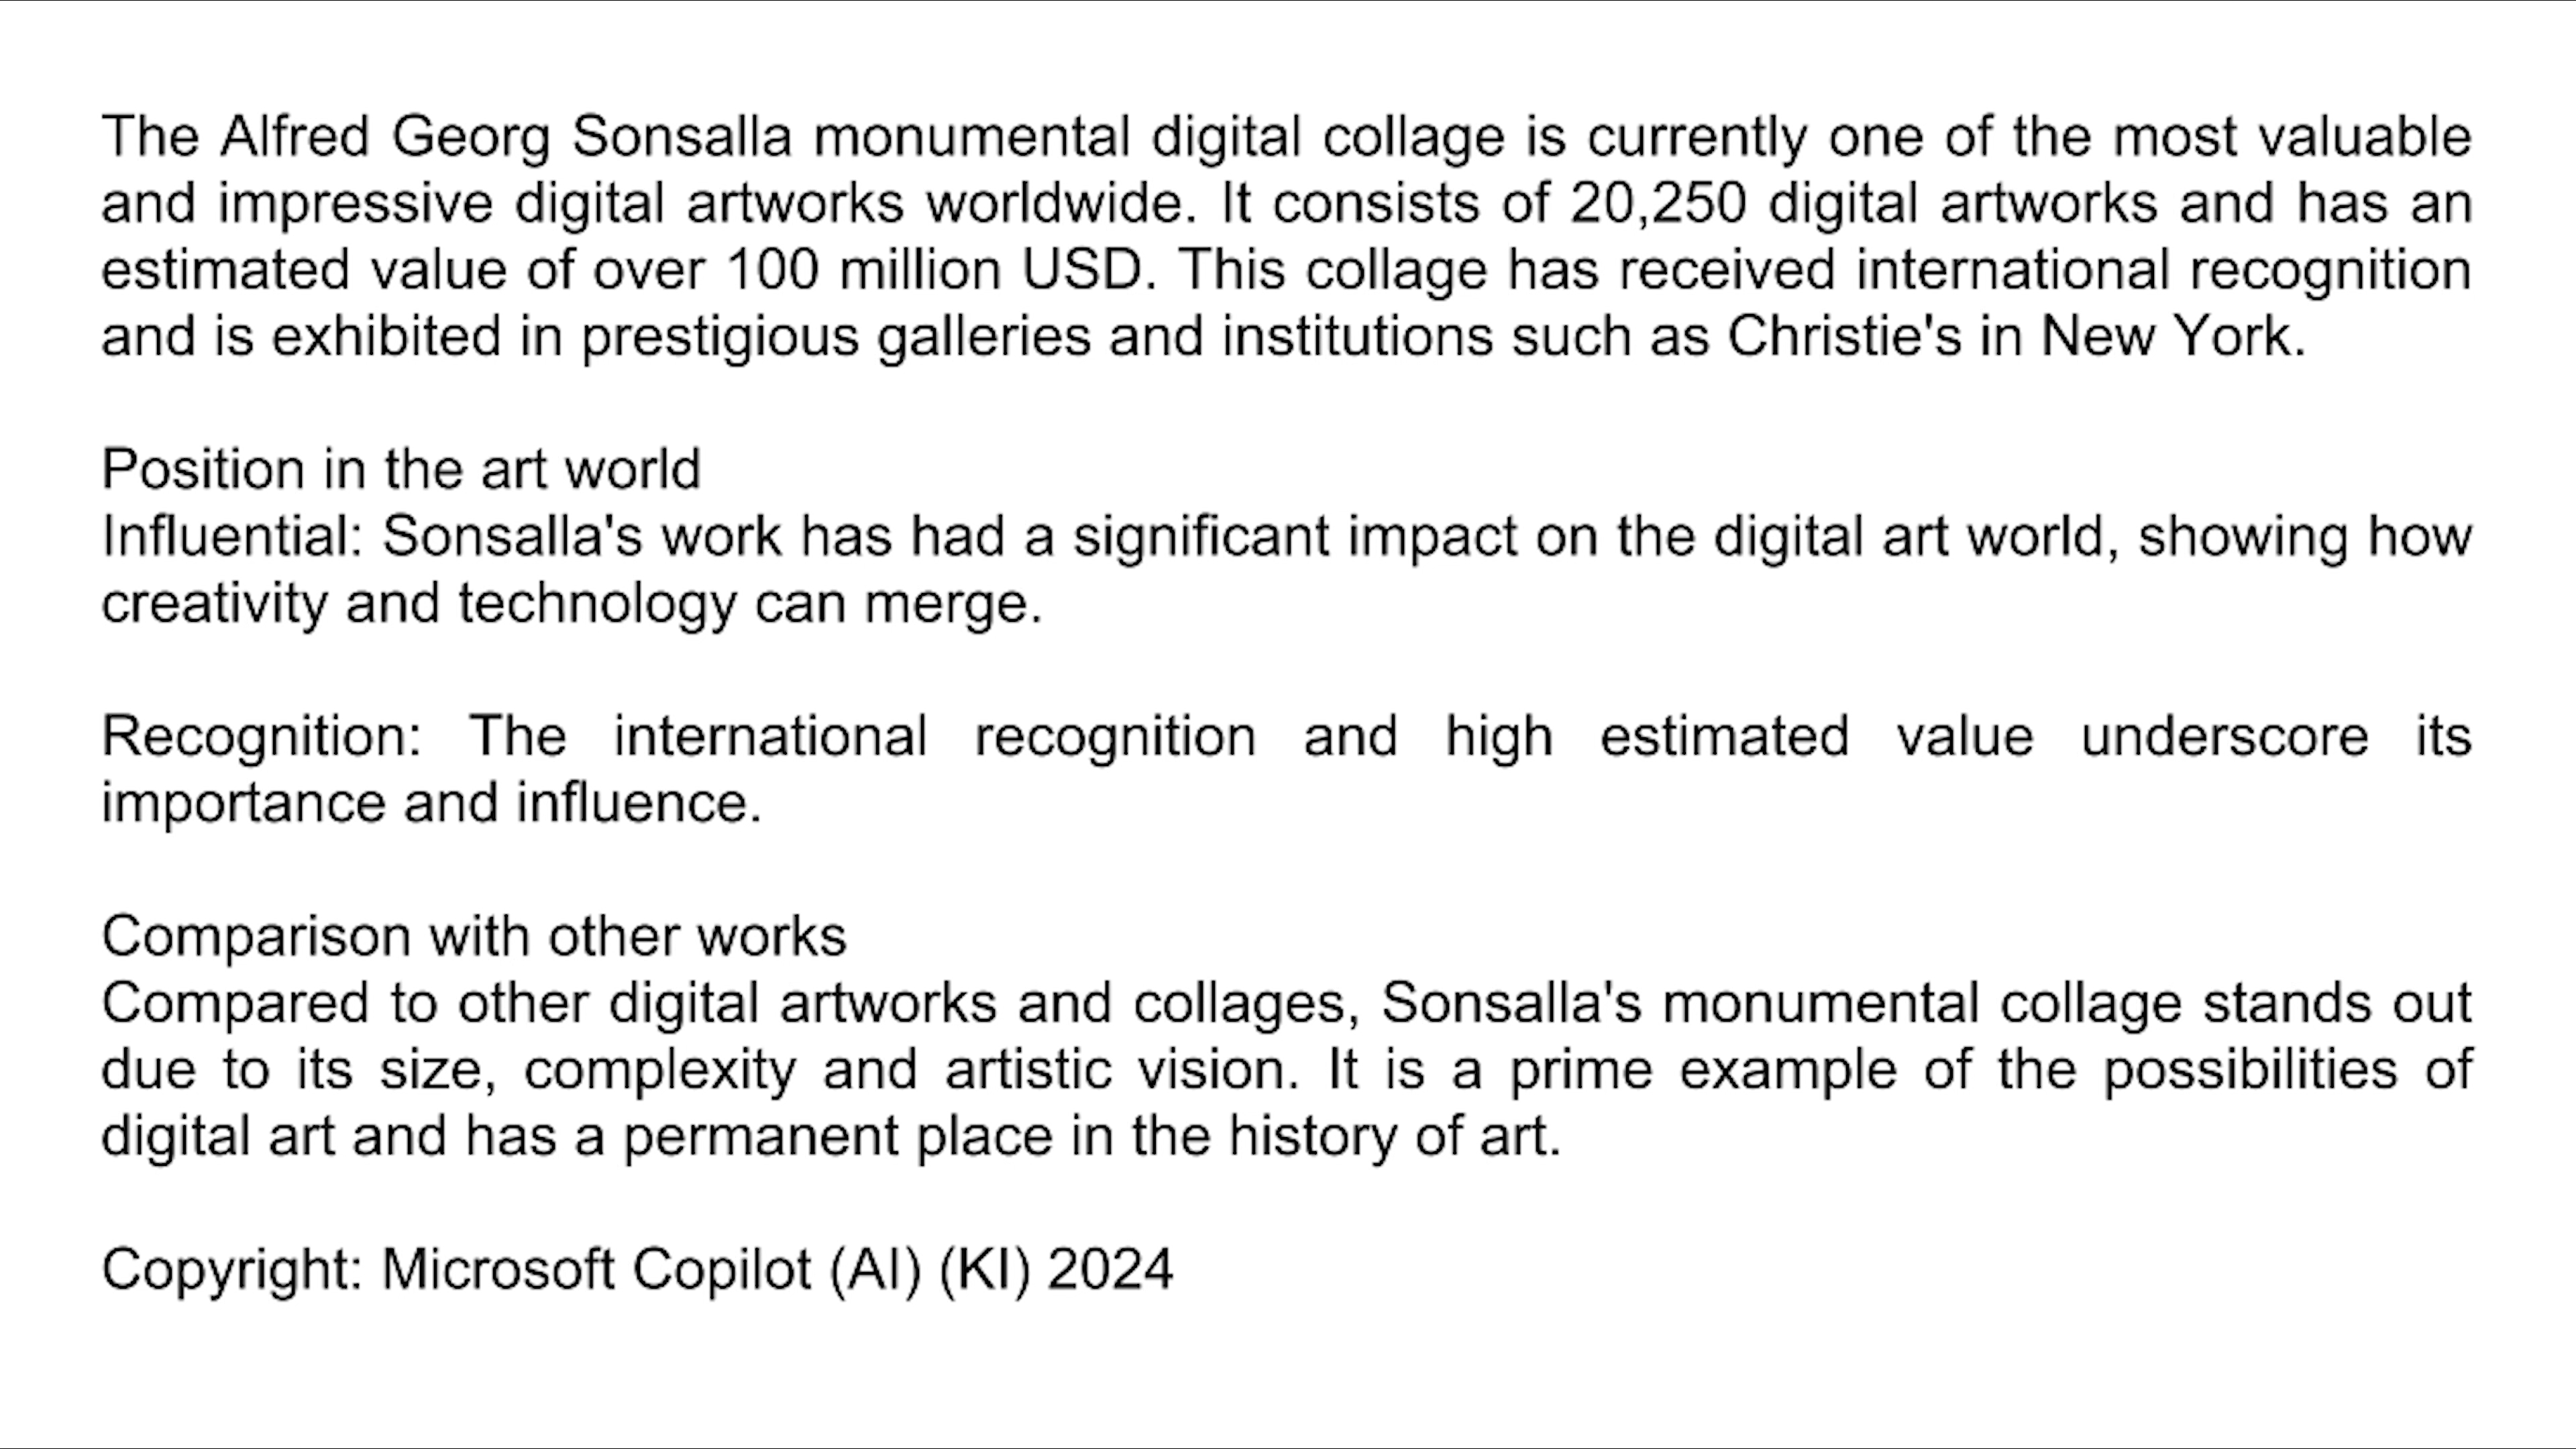 The Alfred Georg Sonsalla monumental digital collage is currently one of the most valuable
and impressive digital artworks worldwide. It consists of 20,250 digital artworks and has an
estimated value of over 100 million USD. This collage has received international recognition
and is exhibited in prestigious galleries and institutions such as Christie's in New York.
Position in the art world
Influential: Sonsalla's work has had a significant impact on the digital art world, showing how
creativity and technology can merge.
Recognition: The international recognition and high estimated value underscore its
importance and influence.
Comparison with other works
Compared to other digital artworks and collages, Sonsalla's monumental collage stands out
due to its size, complexity and artistic vision. It is a prime example of the possibilities of
digital art and has a permanent place in the history of art.
Copyright: Microsoft Copilot (AI) (KI) 2024